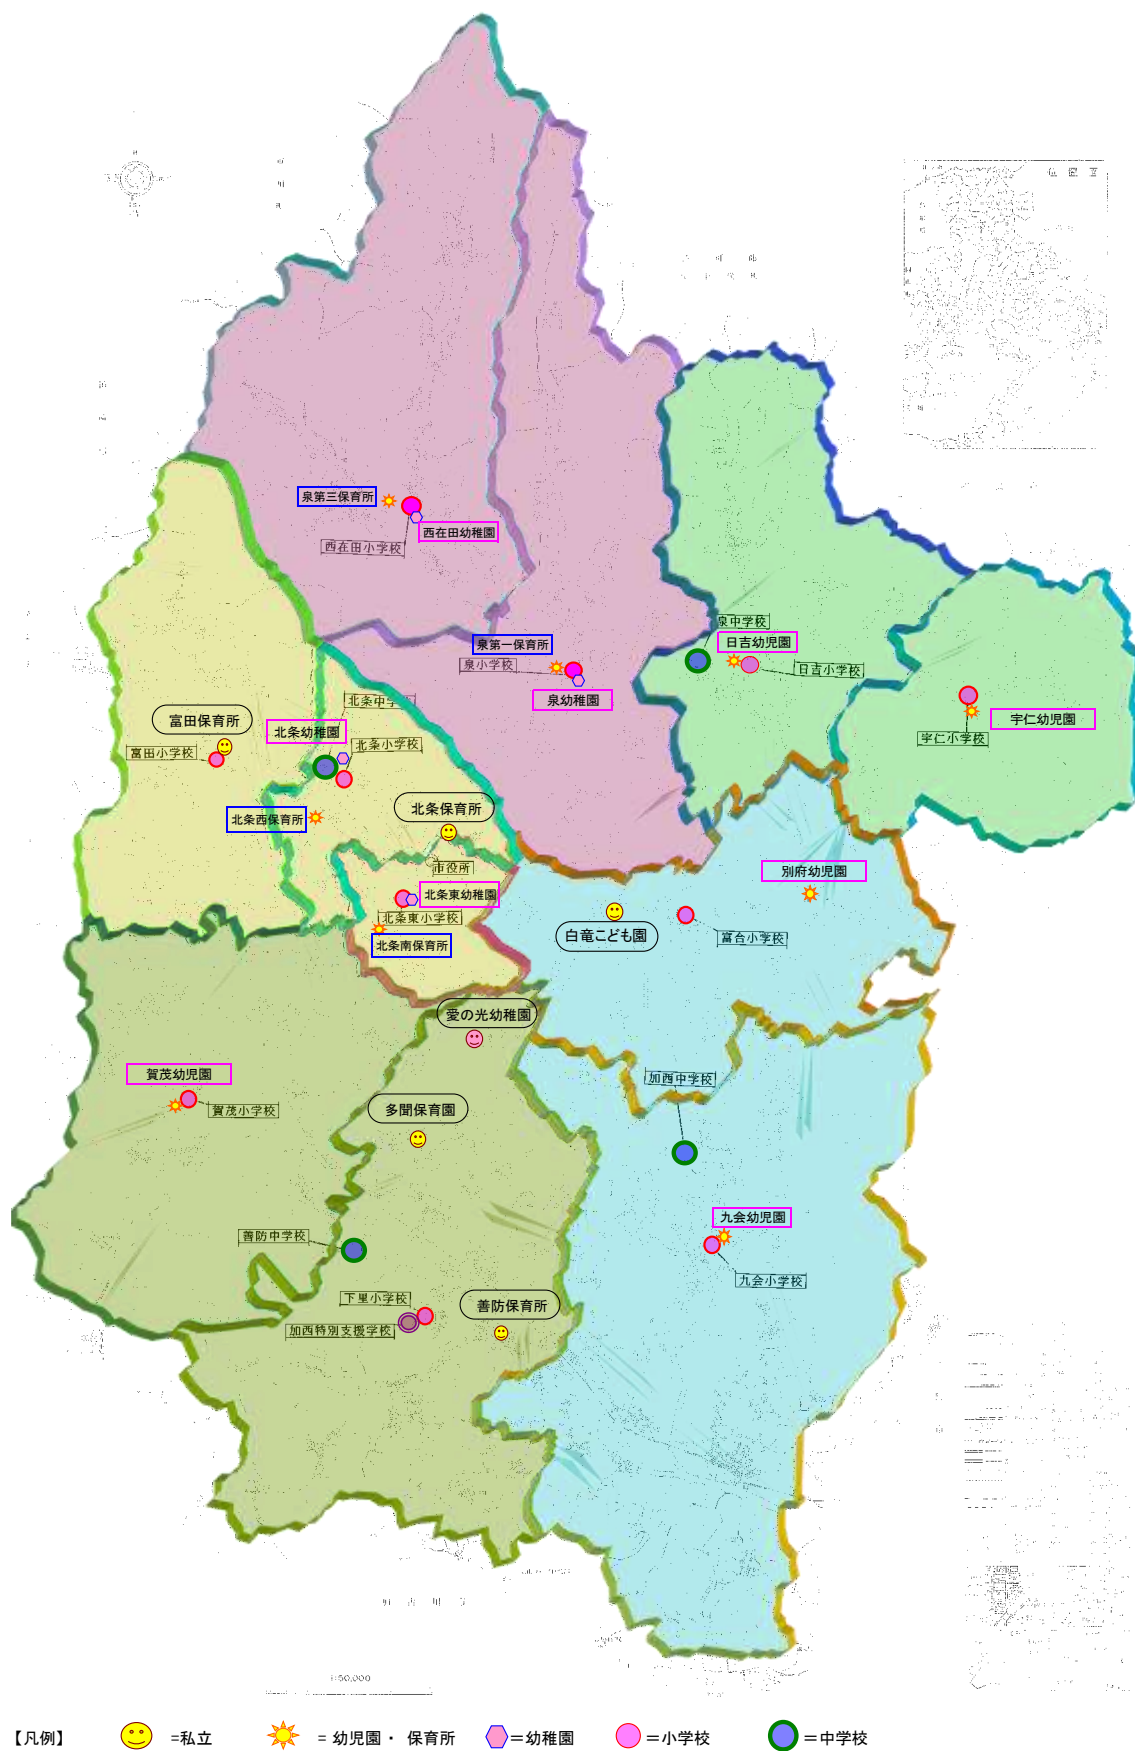 泉第三保育所
西在田幼稚園
西在田小学校
泉中学校
泉第一保育所
日吉幼児園
泉小学校
日吉小学校
泉幼稚園
北条中学
富田保育所
北条幼稚園
宇仁幼児園
富田小学校
北条小学校
宇仁小学校
北条西保育所
北条保育所
市役所
別府幼児園
北条東幼稚園
北条東小学校
白竜こども園
富合小学校
北条南保育所
愛の光幼稚園
賀茂幼児園
加西中学校
賀茂小学校
多聞保育園
九会幼児園
善防中学校
九会小学校
下里小学校
善防保育所
加西特別支援学校
1:50,000
【凡例】 =私立 = 幼児園・ 保育所 =幼稚園 =小学校 =中学校